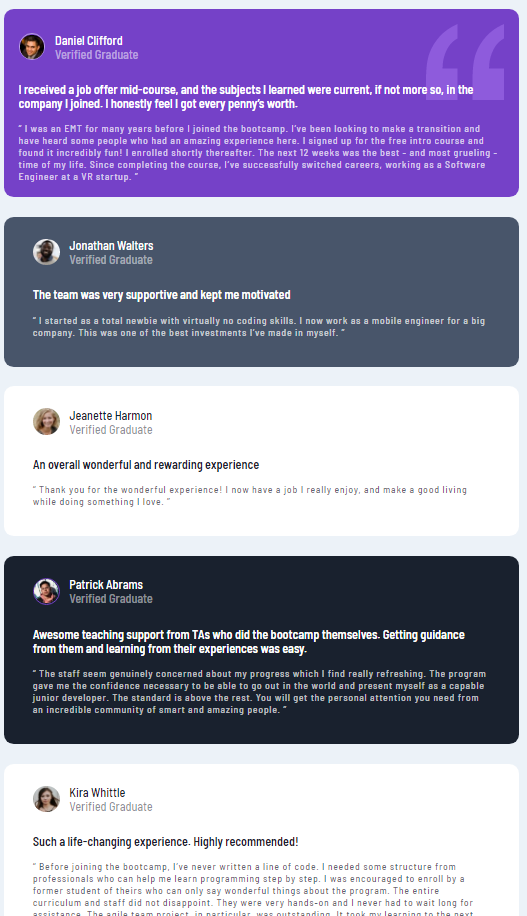 Daniel Clifford
Verified Graduate
I received a job offer mid-course, and the subjects I learned were current, if not more so, in the
company I joined. I honestly feel I got every penny's worth.
" I was an EMT for many years before I joined the bootcamp. I've been looking to make a transition and
have heard some people who had an amazing experience here. I signed up for the free intro course and
found it incredibly fun! I enrolled shortly thereafter. The next 12 weeks was the best – and most grueling –
time of my life. Since completing the course, I've successfully switched careers, working as a Software
Engineer at a VR startup. "
Jonathan Walters
Verified Graduate
The team was very supportive and kept me motivated
" I started as a total newbie with virtually no coding skills. I now work as a mobile engineer for a big
company. This was one of the best investments I've made in myself. "
Jeanette Harmon
Verified Graduate
An overall wonderful and rewarding experience
" Thank you for the wonderful experience! I now have a job I really enjoy, and make a good living
while doing something I love. "
Patrick Abrams
Verified Graduate
Awesome teaching support from TAs who did the bootcamp themselves. Getting guidance
from them and learning from their experiences was easy.
" The staff seem genuinely concerned about my progress which I find really refreshing. The program
gave me the confidence necessary to be able to go out in the world and present myself as a capable
junior developer. The standard is above the rest. You will get the personal attention you need from
an incredible community of smart and amazing people. "
Kira Whittle
Verified Graduate
Such a life-changing experience. Highly recommended!
" Before joining the bootcamp, I've never written a line of code. I needed some structure from
professionals who can help me learn programming step by step. I was encouraged to enroll by a
former student of theirs who can only say wonderful things about the program. The entire
curriculum and staff did not disappoint. They were very hands-on and I never had to wait long for
assistance. The agile team project, in particular, was outstanding. It took my learning to the next